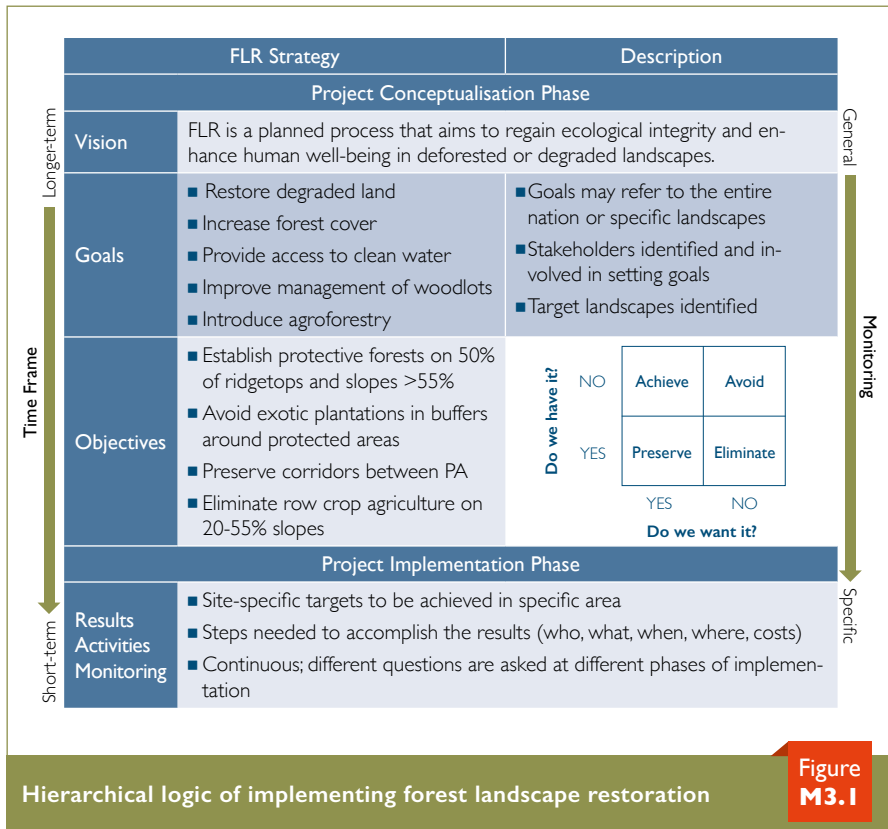 FLR Strategy
Description
Project Conceptualisation Phase
Longer-term
General
Vision
FLR is a planned process that aims to regain ecological integrity and en-
hance human well-being in deforested or degraded landscapes.
Goals
■ Restore degraded land
■ Increase forest cover
■ Provide access to clean water
■ Improve management of woodlots
■ Introduce agroforestry
■ Goals may refer to the entire
nation or specific landscapes
■ Stakeholders identified and in-
volved in setting goals
■ Target landscapes identified
Time Frame
Monitoring
Objectives
■ Establish protective forests on 50%
of ridgetops and slopes >55%
■ Avoid exotic plantations in buffers
around protected areas
■ Preserve corridors between PA
■ Eliminate row crop agriculture on
20-55% slopes
Do we have it?
NO
Achieve
Avoid
YES
Preserve
Eliminate
YES
NO
Do we want it?
Project Implementation Phase
Short-term
Specific
Results
Activities
Monitoring
■ Site-specific targets to be achieved in specific area
■ Steps needed to accomplish the results (who, what, when, where, costs)
■ Continuous; different questions are asked at different phases of implemen-
tation
Hierarchical logic of implementing forest landscape restoration
Figure
M3.1